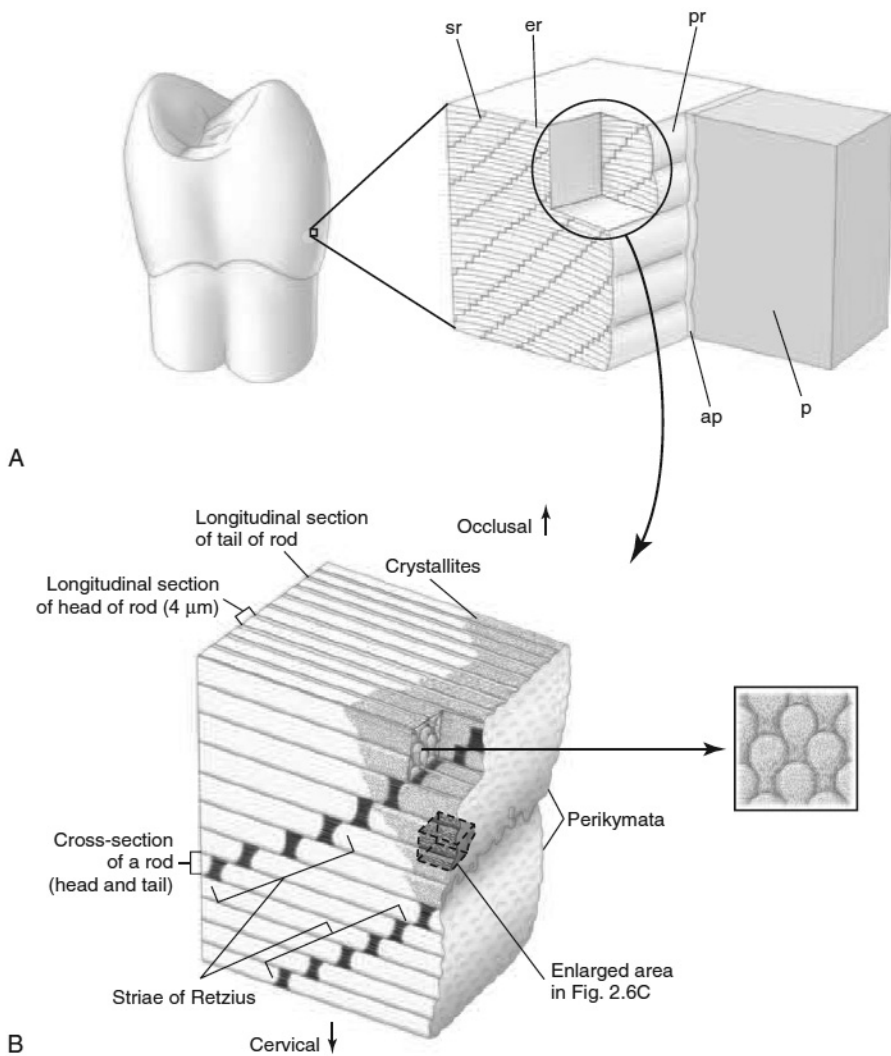 sr
er
pr
ap
p
A
Longitudinal section
of tail of rod
Occlusal
Crystallites
Longitudinal section
of head of rod (4 μm)
Perikymata
Cross-section
of a rod
(head and tail)
Striae of Retzius
Enlarged area
in Fig. 2.6C
B
Cervical